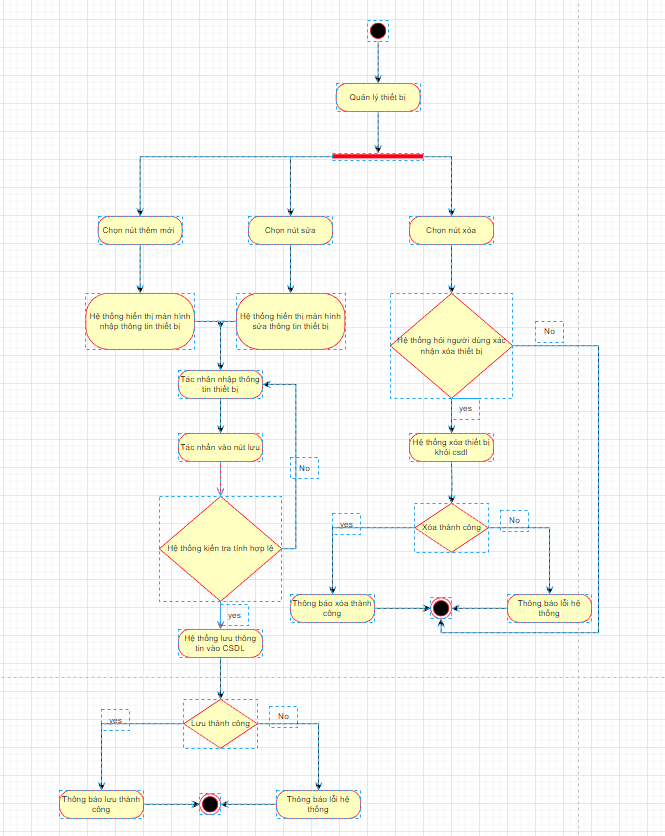 Quản lý thiết bị
Chọn nút thêm mới
Chọn nút sửa
Chọn nút xóa
Hệ thống hiển thị màn hình
nhập thông tin thiết bị
Hệ thống hiển thị màn hình
sửa thông tin thiết bị
Hệ thống hỏi người dùng xác
nhận xóa thiết bị
No
Tác nhân nhập thông
tin thiết bị
yes
Tác nhấn vào nút lưu
Hệ thống xóa thiết bị
khỏi csdl
No
Xóa thành công
yes
No
Hệ thống kiến tra tính hợp lệ
yes
Thông báo xóa thành
công
Thông báo lỗi hệ
thống
Hệ thống lưu thông
tin vào CSDL
Lưu thành công
yes
No
Thông báo lưu thành
công
Thông báo lỗi hệ
thống